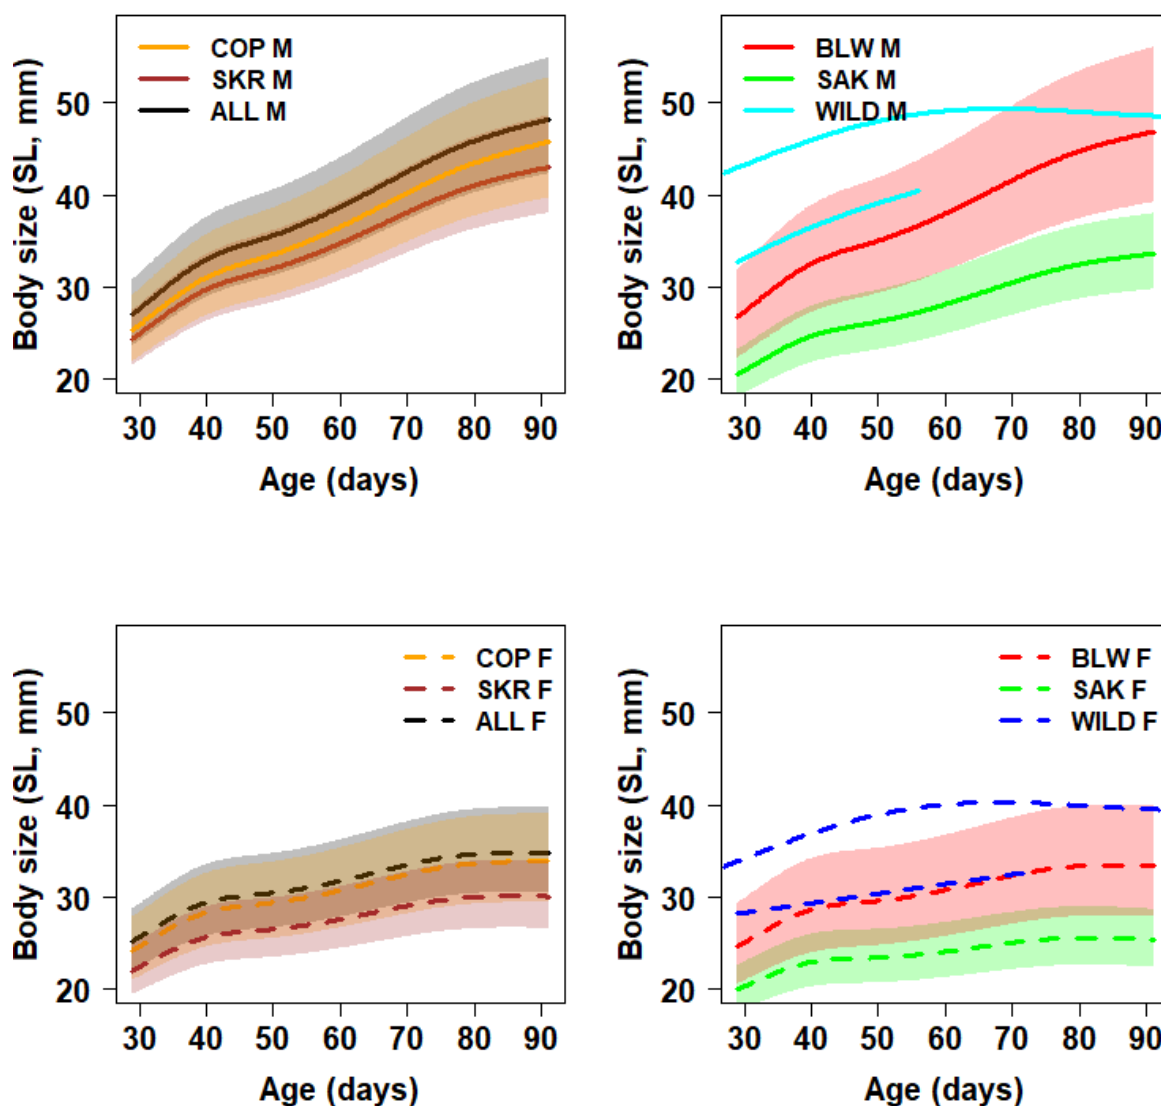 COP M
SKR M
ALL M
Body size (SL, mm)
50
40
30
20
30 40 50 60 70 80 90
Age (days)
BLW M
SAK M
WILD M
Body size (SL, mm)
50
40
30
20
30 40 50 60 70 80 90
Age (days)
COP F
SKR F
ALL F
Body size (SL, mm)
50
40
30
20
30 40 50 60 70 80 90
Age (days)
BLW F
SAK F
WILD F
Body size (SL, mm)
50
40
30
20
30 40 50 60 70 80 90
Age (days)